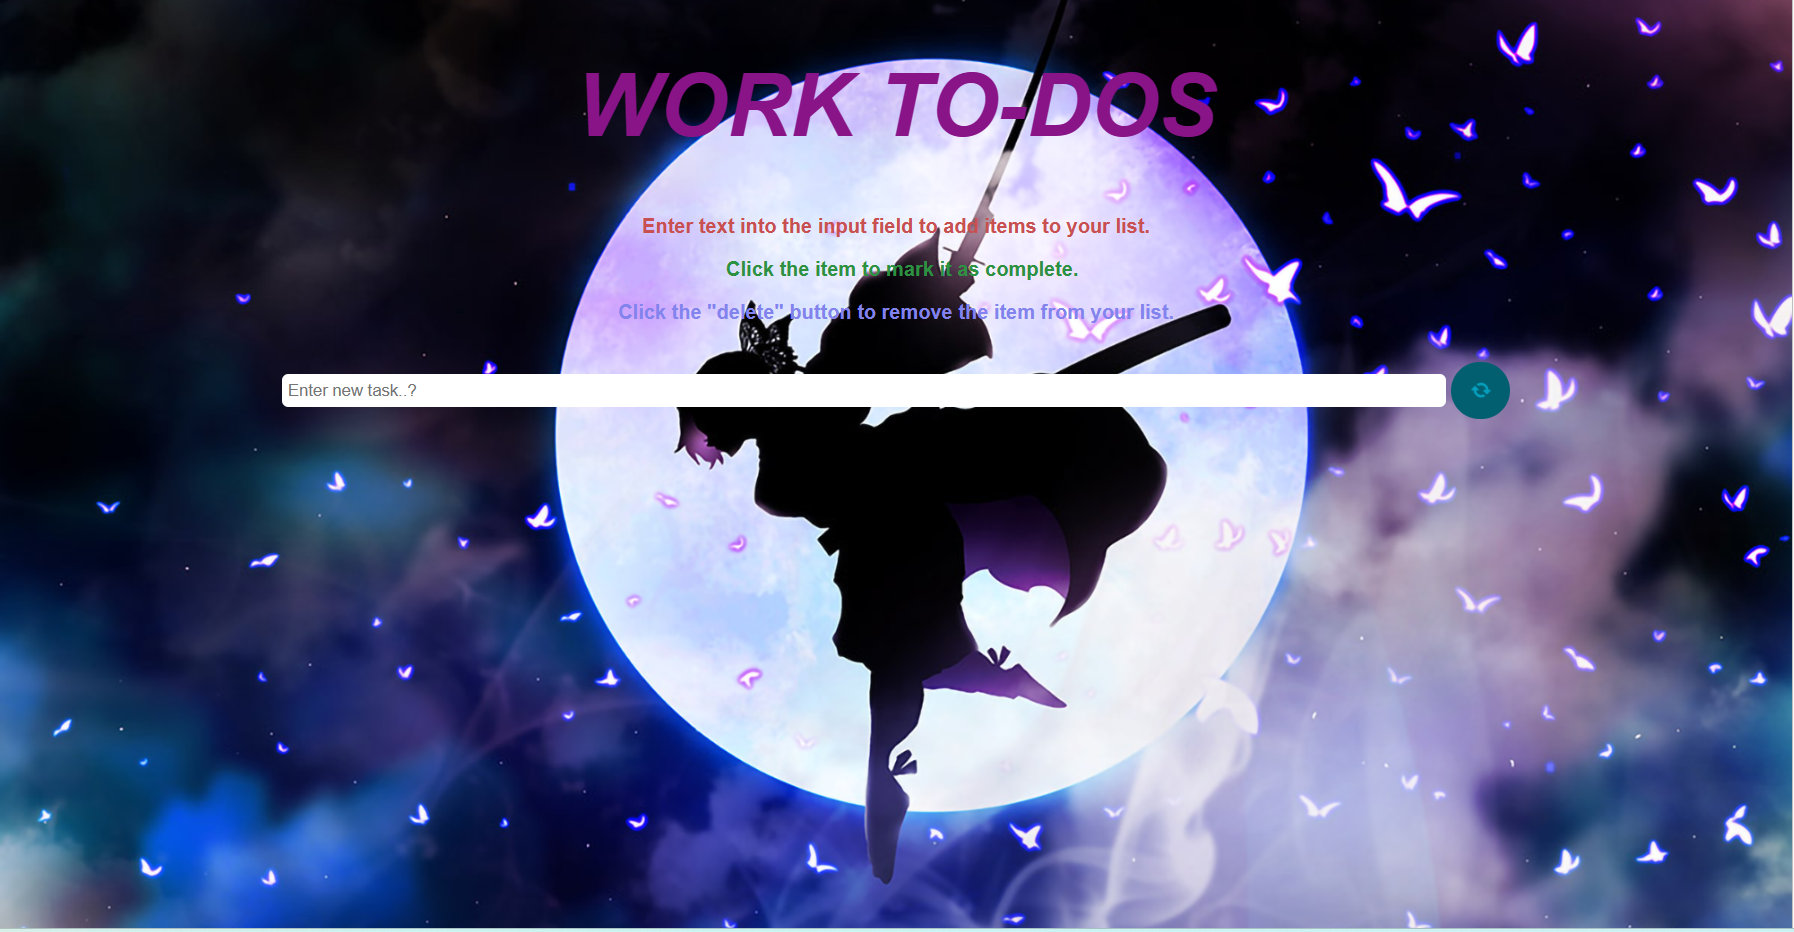 WORK TO-DOS
Enter text into the input field to add items to your list.
Click the item to mark it as complete.
Click the "delete" button to remove the item from your list.
Enter new task..?